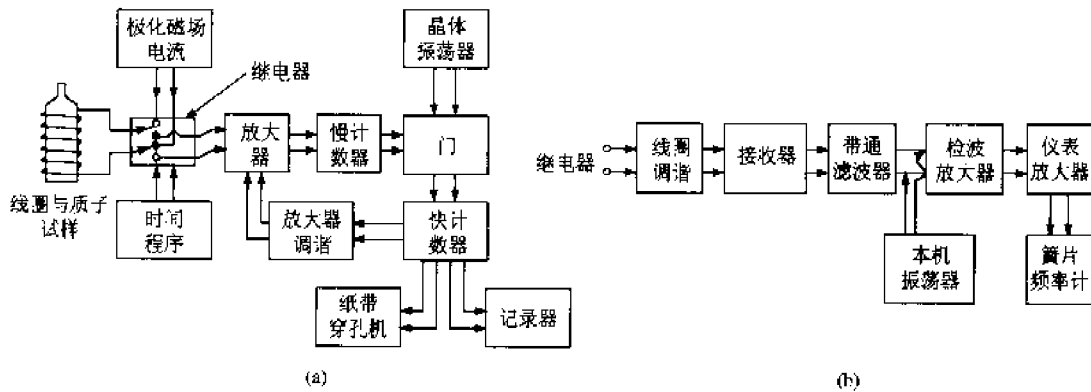 极化磁场
电流
继电器
线圈与质子
试样
时间
程序
放大
器
慢计
数器
晶体
振荡器
门
快计
数器
放大器
调谐
纸带
穿孔机
记录器
(a)
继电器
线圈
调谐
接收器
带通
滤波器
检波
放大器
仪表
放大器
本机
振荡器
簧片
频率计
(b)